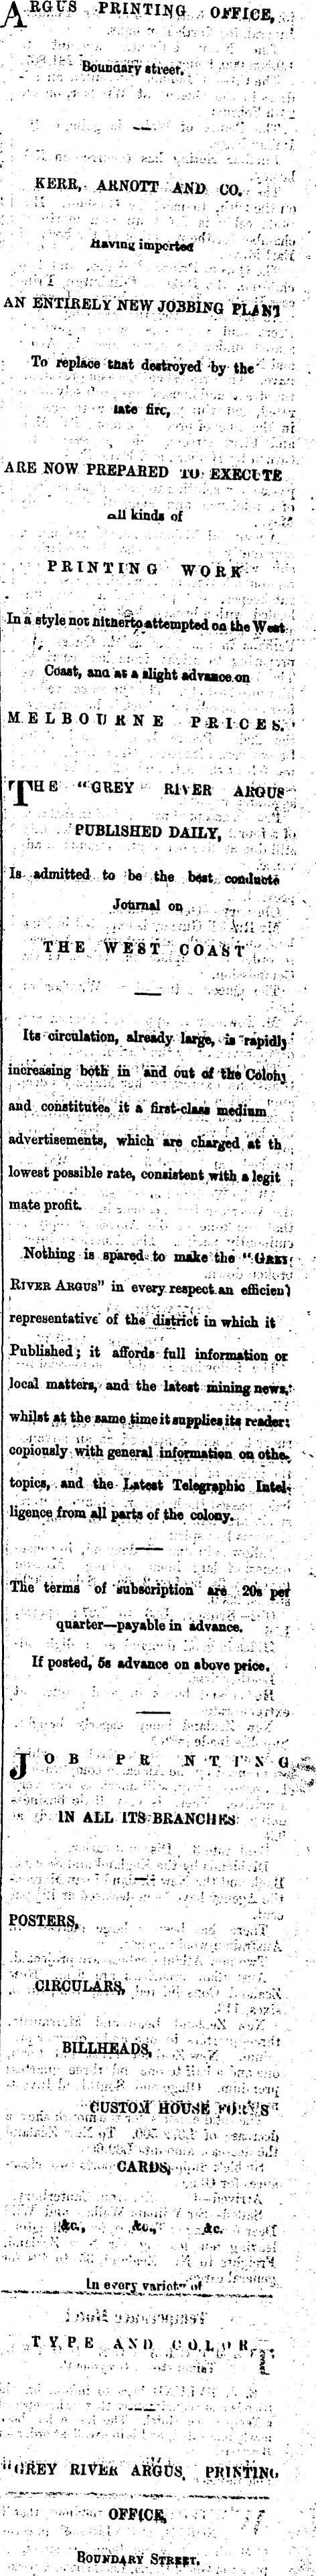 ARGUS PRINTING OFFICE,
Boundary street.
KERR, ARNOTT AND CO.
Having imported
AN ENTIRELY NEW JOBBING PLANT
To replace that destroyed by the
late fire,
ARE NOW PREPARED TO EXECUTE
all kinds of
PRINTING WORK
In a style not hitherto attempted on the West
Coast, and at a slight advance on
MELBOURNE PRICES.
THE "GREY RIVER ARGUS
PUBLISHED DAILY,
Is admitted to be the best conducte
Journal on
THE WEST COAST
Its circulation, already large, is rapidly
increasing both in and out of the Colony
and constitutes it a first-class medium
advertisements, which are charged at th
lowest possible rate, consistent with a legit
mate profit.
Nothing is spared to make the "GREY
RIVER ARGUS" in every respect an efficient
representative of the district in which it
Published; it affords full information or
local matters, and the latest mining news,
whilst at the same time it supplies its readers
copiously with general information on othe
topics, and the Latest Telegraphic Intel-
ligence from all parts of the colony.
The terms of subscription are 20s per
quarter—payable in advance.
If posted, 5s advance on above price.
JOB PR NTING
IN ALL ITS BRANCHES
POSTERS,
CIRCULARS,
BILLHEADS,
CUSTOM HOUSE FORMS
CARDS,
&c., &c., &c.
In every variety of
TYPE AND COLOR.
"GREY RIVER ARGUS, PRINTING
OFFICE,
BOUNDARY STREET.